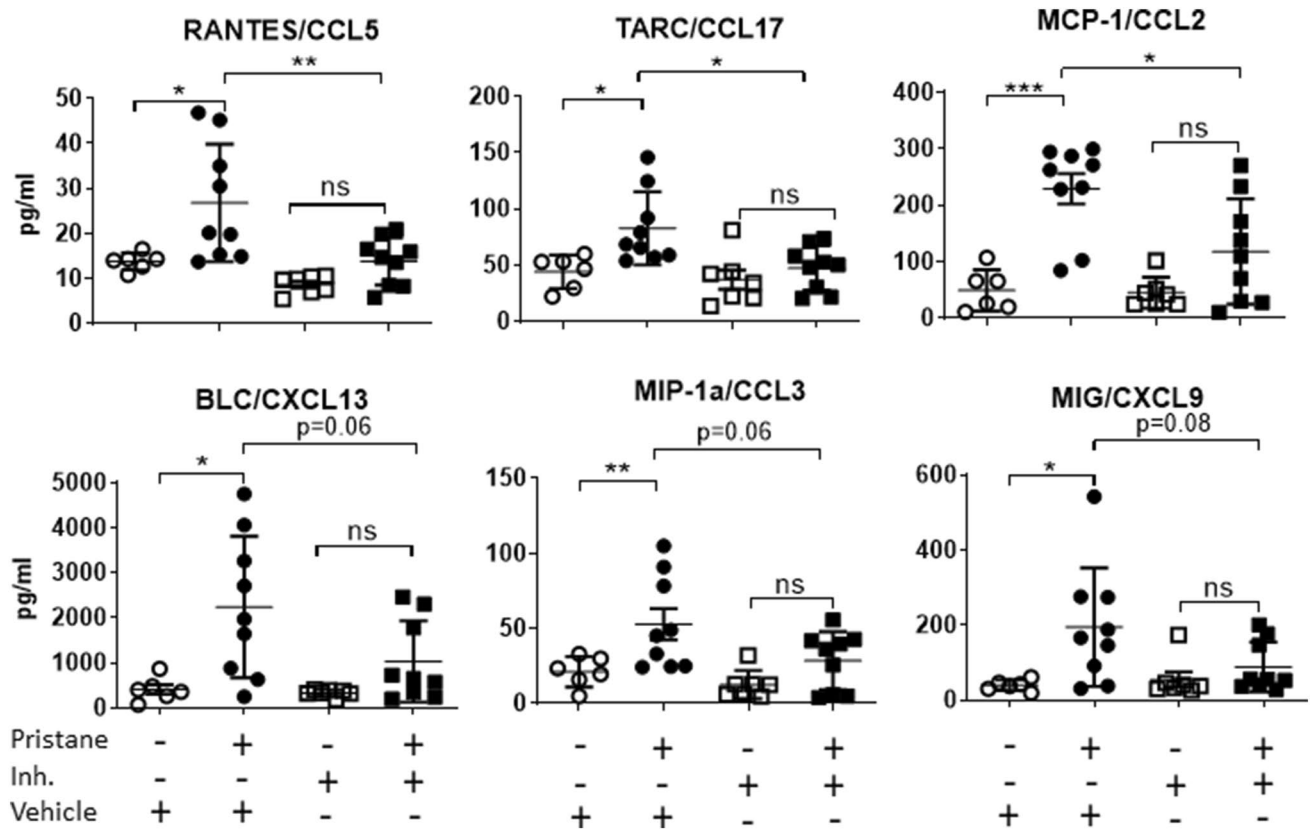 RANTES/CCL5
TARC/CCL17
MCP-1/CCL2
** * *
* * ***
ns ns ns
50 200 400
40 150 300
30 100 200
20 50 100
10 0 0
0
pg/ml
BLC/CXCL13
MIP-1a/CCL3
MIG/CXCL9
p=0.06 p=0.06 p=0.08
* ** *
ns ns ns
5000 150 600
4000 100 400
3000 50 200
2000 0 0
1000
0
pg/ml
Pristane - + - + - + - + - + - +
Inh. - - + + - - + + - - + +
Vehicle + + - - + + - - + + - -